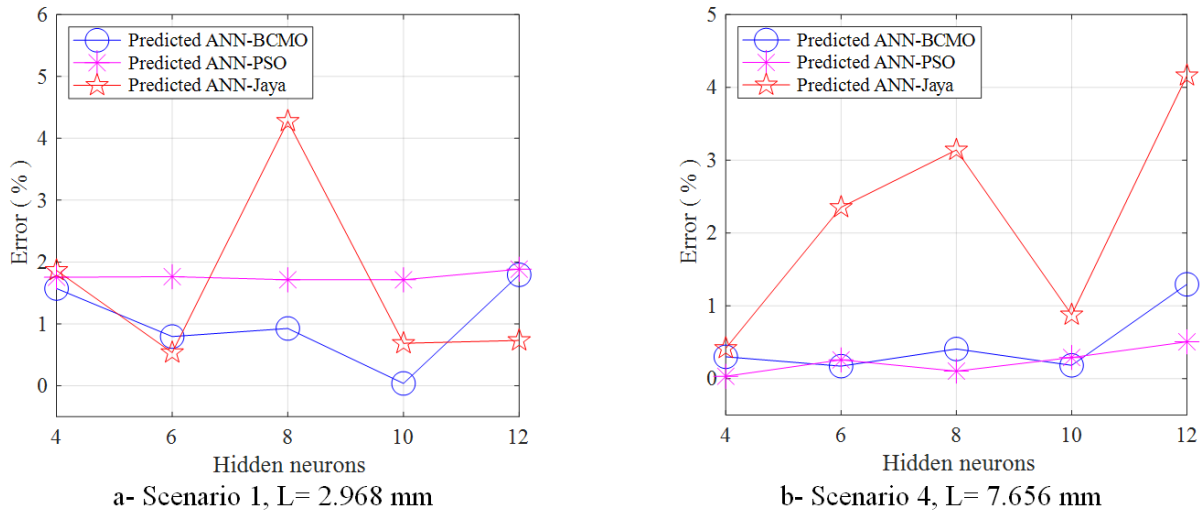 6
5
4
3
2
1
0
Error ( % )
Predicted ANN-BCMO
Predicted ANN-PSO
Predicted ANN-Jaya
4 6 8 10 12
Hidden neurons
a- Scenario 1, L= 2.968 mm
5
4
3
2
1
0
Error ( % )
Predicted ANN-BCMO
Predicted ANN-PSO
Predicted ANN-Jaya
4 6 8 10 12
Hidden neurons
b- Scenario 4, L= 7.656 mm